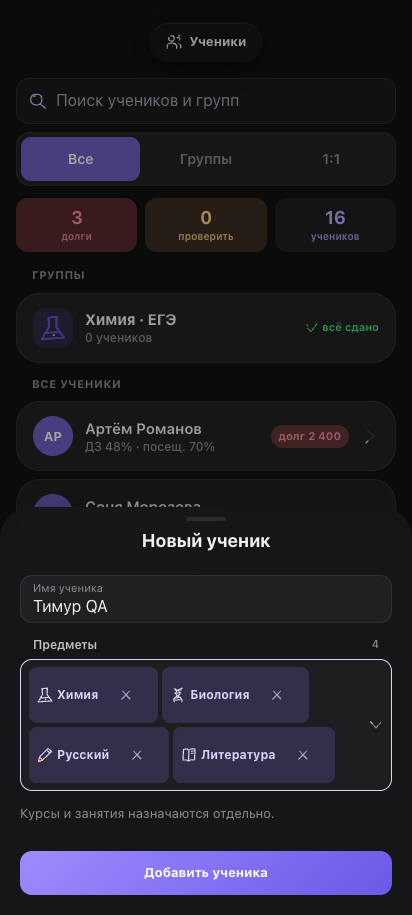 Ученики
Поиск учеников и групп
Все Группы 1:1
3 0 16
долги проверить учеников
ГРУППЫ
Химия · ЕГЭ
0 учеников
всё сдано
ВСЕ УЧЕНИКИ
АР
Артём Романов
ДЗ 48% · посещ. 70%
долг 2 400
Соня Морозова
Новый ученик
Имя ученика
Тимур QA
Предметы 4
Химия Биология
Русский Литература
Курсы и занятия назначаются отдельно.
Добавить ученика